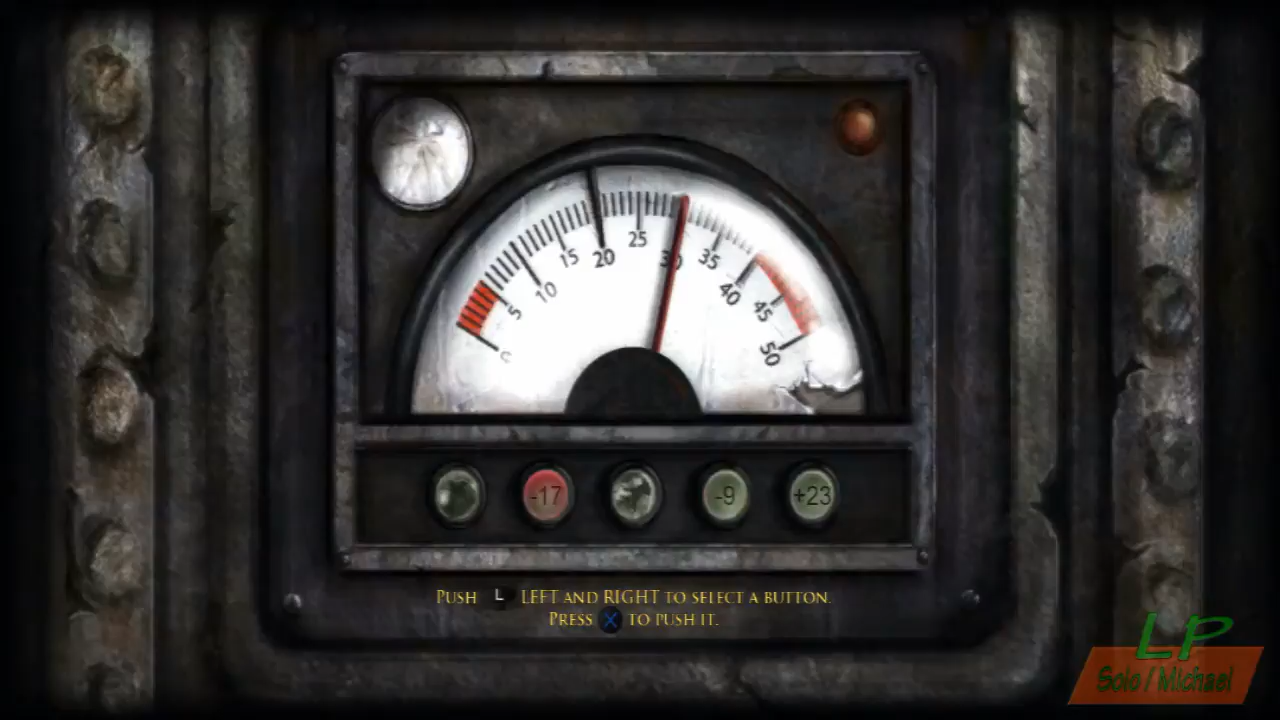 25
15 20 30 35
10 40
5 45
0 50
-17 -9 +23
PUSH L LEFT AND RIGHT TO SELECT A BUTTON.
PRESS X TO PUSH IT.
LP
Solo / Michael